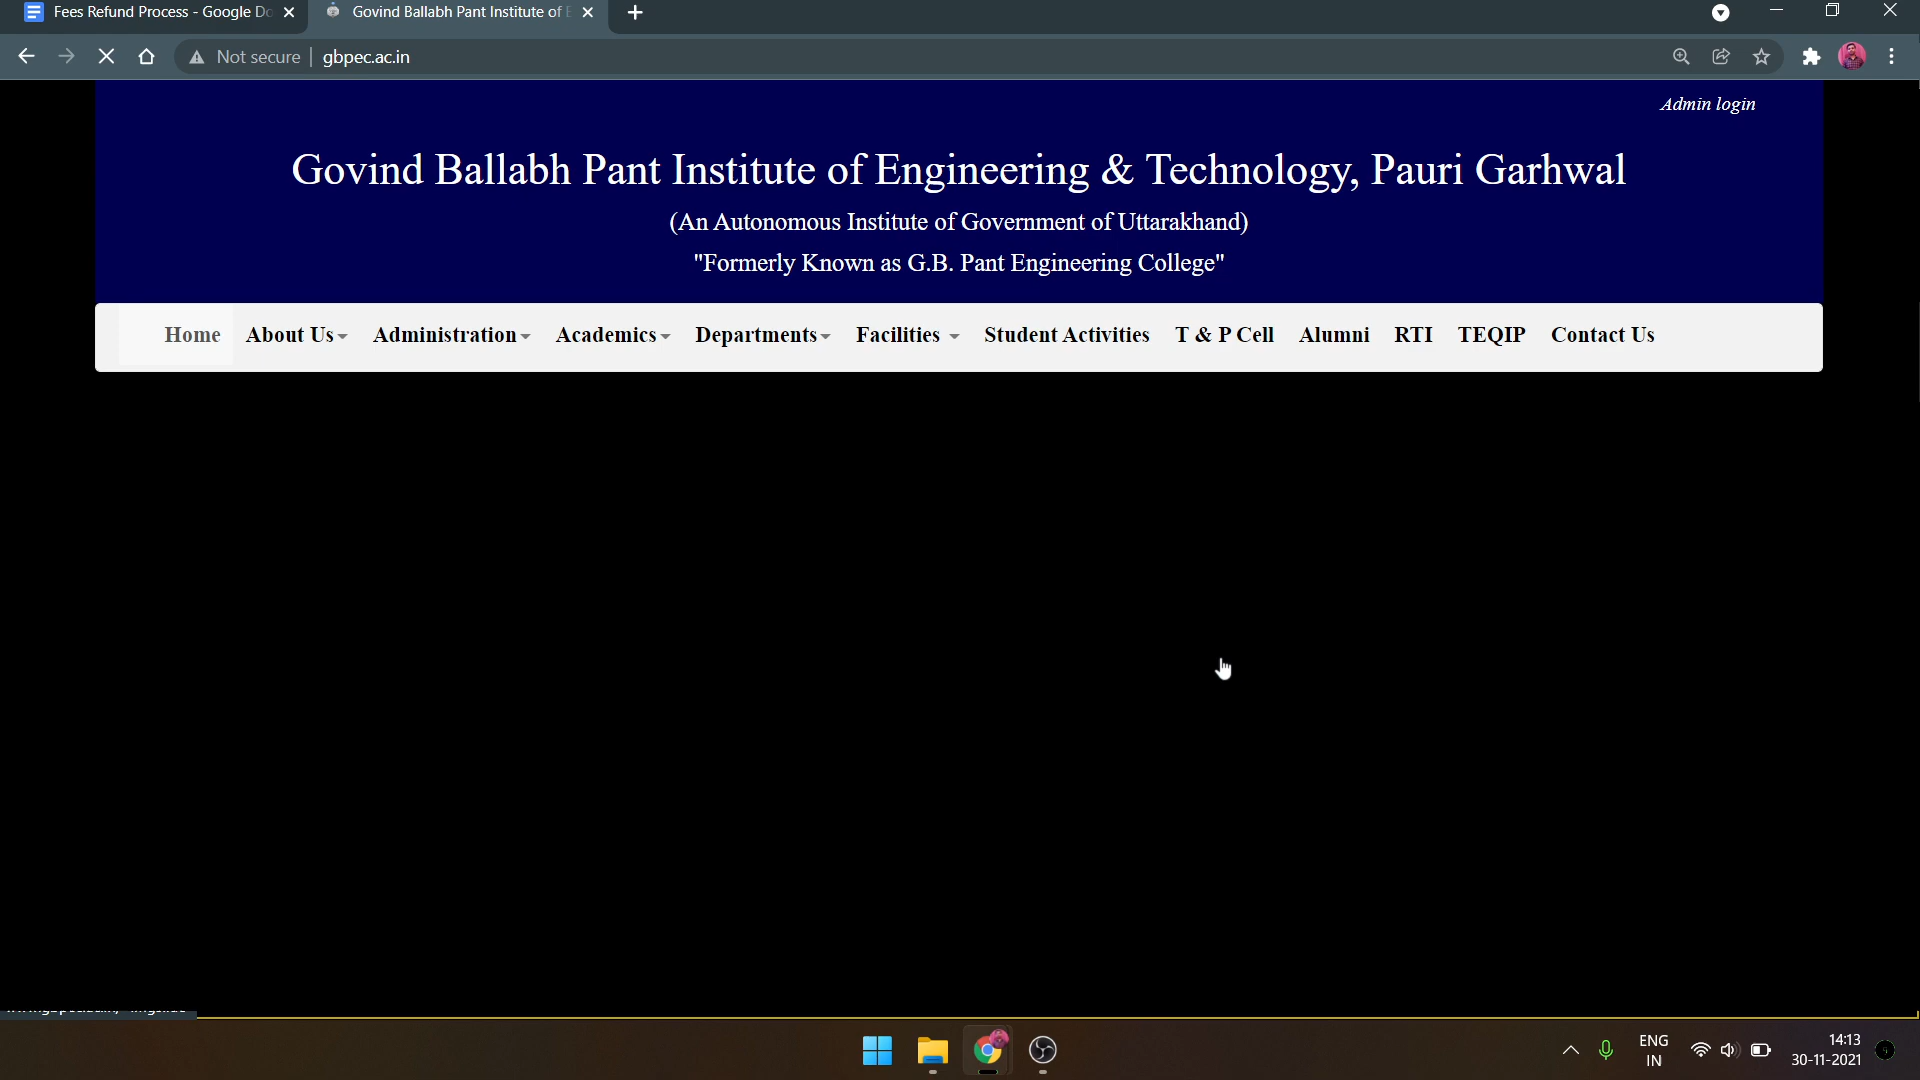 Fees Refund Process - Google Do
Govind Ballabh Pant Institute of E
Not secure
gbpec.ac.in
Admin login
Govind Ballabh Pant Institute of Engineering & Technology, Pauri Garhwal
(An Autonomous Institute of Government of Uttarakhand)
"Formerly Known as G.B. Pant Engineering College"
Home About Us Administration Academics Departments Facilities Student Activities T & P Cell Alumni RTI TEQIP Contact Us
ENG
IN
14:13
30-11-2021